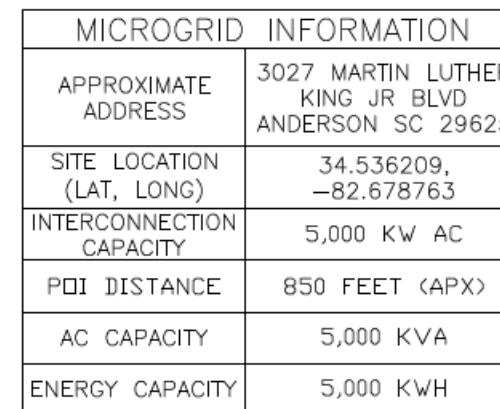 MICROGRID INFORMATION
APPROXIMATE
ADDRESS
3027 MARTIN
KING JR BLVD
ANDERSON SC
SITE LOCATION
(LAT, LONG)
34.536209,
-82.678763
INTERCONNECTION
CAPACITY
5,000 KW AC
POI DISTANCE
850 FEET (APX)
AC CAPACITY
5,000 KVA
ENERGY CAPACITY
5,000 KWH